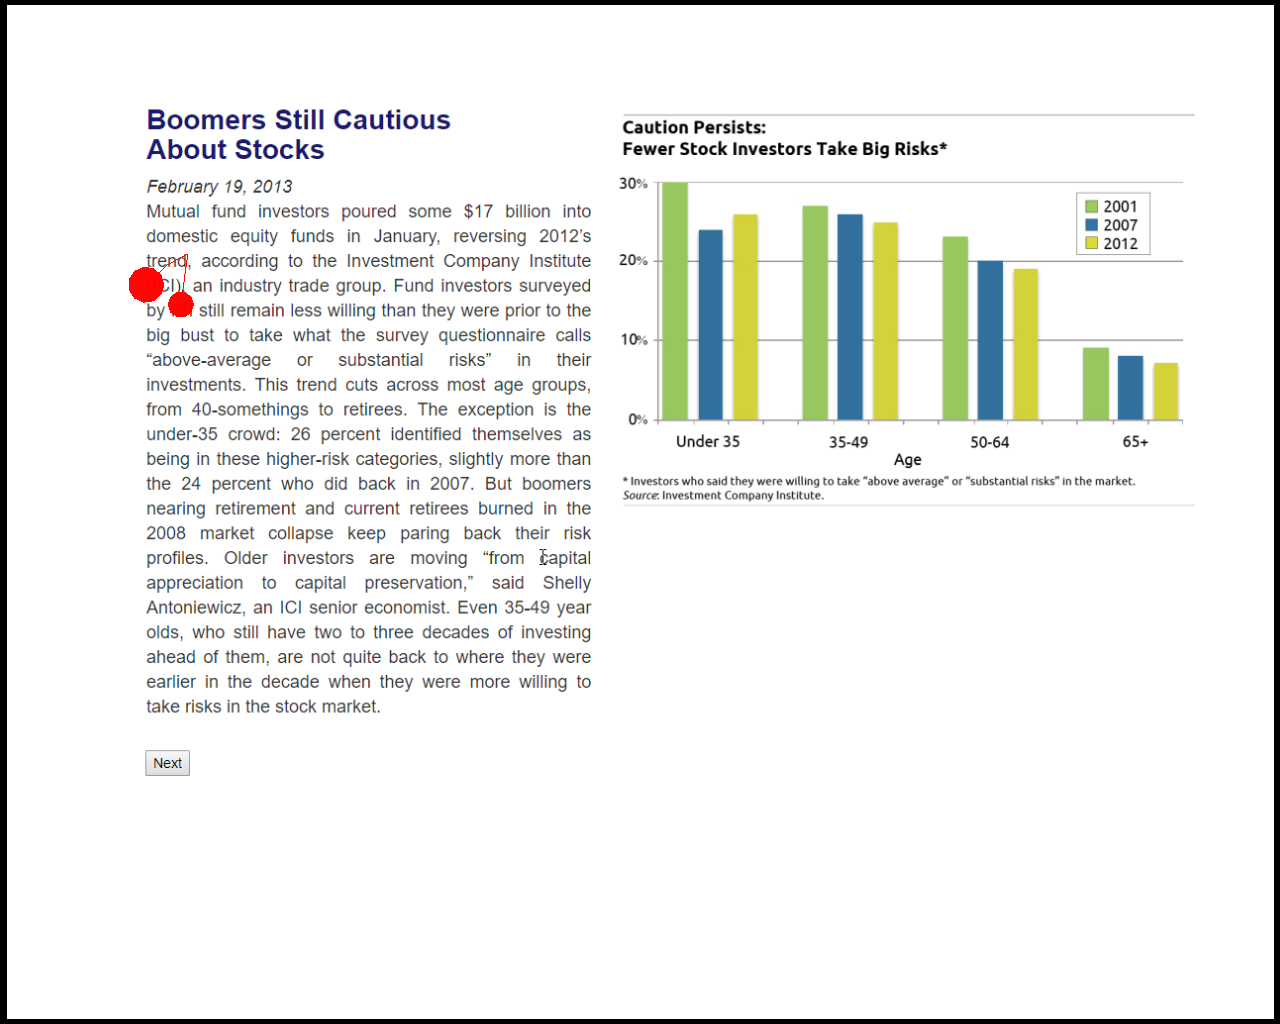 Boomers Still Cautious
About Stocks
February 19, 2013
Mutual fund investors poured some $17 billion into
domestic equity funds in January, reversing 2012’s
trend, according to the Investment Company Institute
CI), an industry trade group. Fund investors surveyed
by still remain less willing than they were prior to the
big bust to take what the survey questionnaire calls
“above-average or substantial risks” in their
investments. This trend cuts across most age groups,
from 40-somethings to retirees. The exception is the
under-35 crowd: 26 percent identified themselves as
being in these higher-risk categories, slightly more than
the 24 percent who did back in 2007. But boomers
nearing retirement and current retirees burned in the
2008 market collapse keep paring back their risk
profiles. Older investors are moving “from capital
appreciation to capital preservation,” said Shelly
Antoniewicz, an ICI senior economist. Even 35-49 year
olds, who still have two to three decades of investing
ahead of them, are not quite back to where they were
earlier in the decade when they were more willing to
take risks in the stock market.
Next
Caution Persists:
Fewer Stock Investors Take Big Risks*
30%
20%
10%
0%
2001
2007
2012
Under 35 35-49 50-64 65+
Age
* Investors who said they were willing to take “above average” or “substantial risks” in the market.
Source: Investment Company Institute.